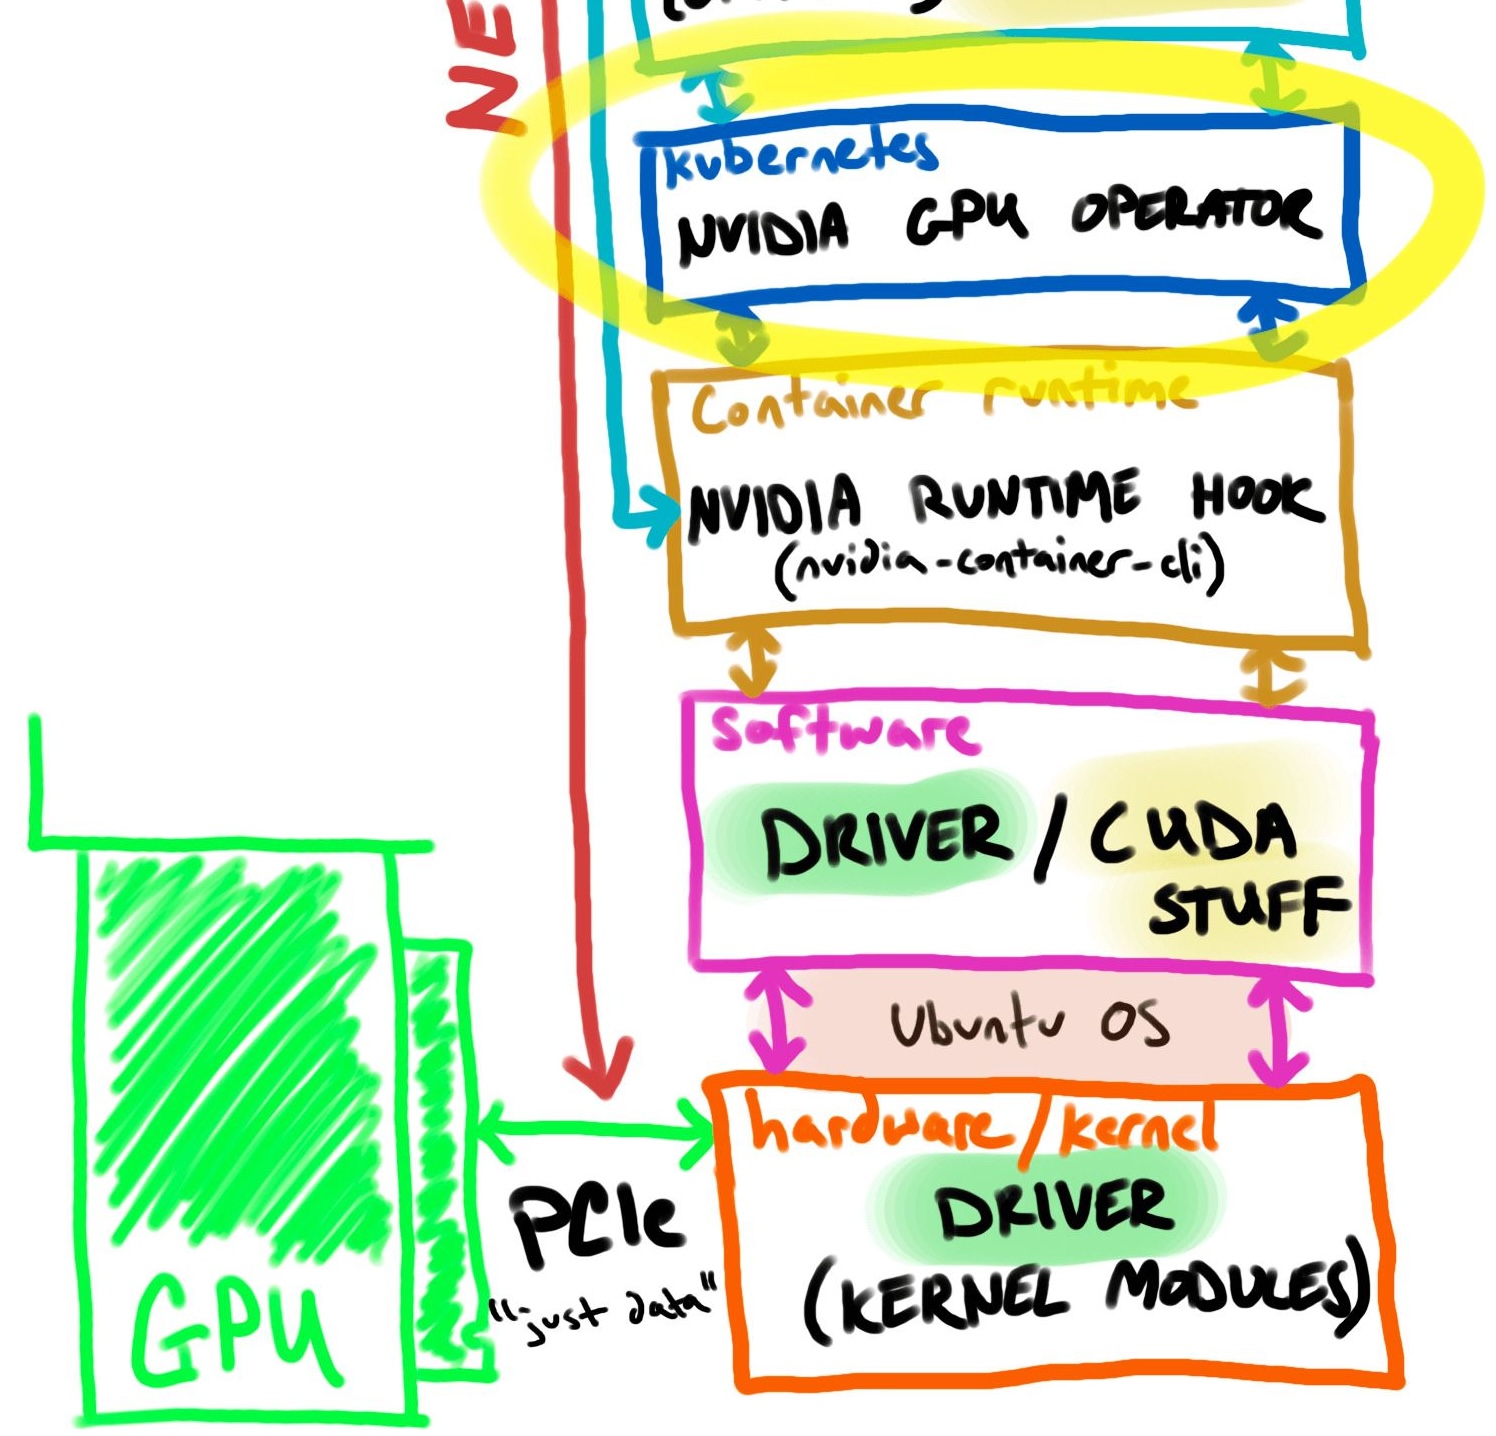 NE
kubernetes
NVIDIA GPU OPERATOR
Container runtime
NVIDIA RUNTIME HOOK
(nvidia-container-cli)
Software
DRIVER / CUDA
STUFF
Ubuntu OS
hardware/kernel
DRIVER
(KERNEL MODULES)
PCIe
"just data"
GPU